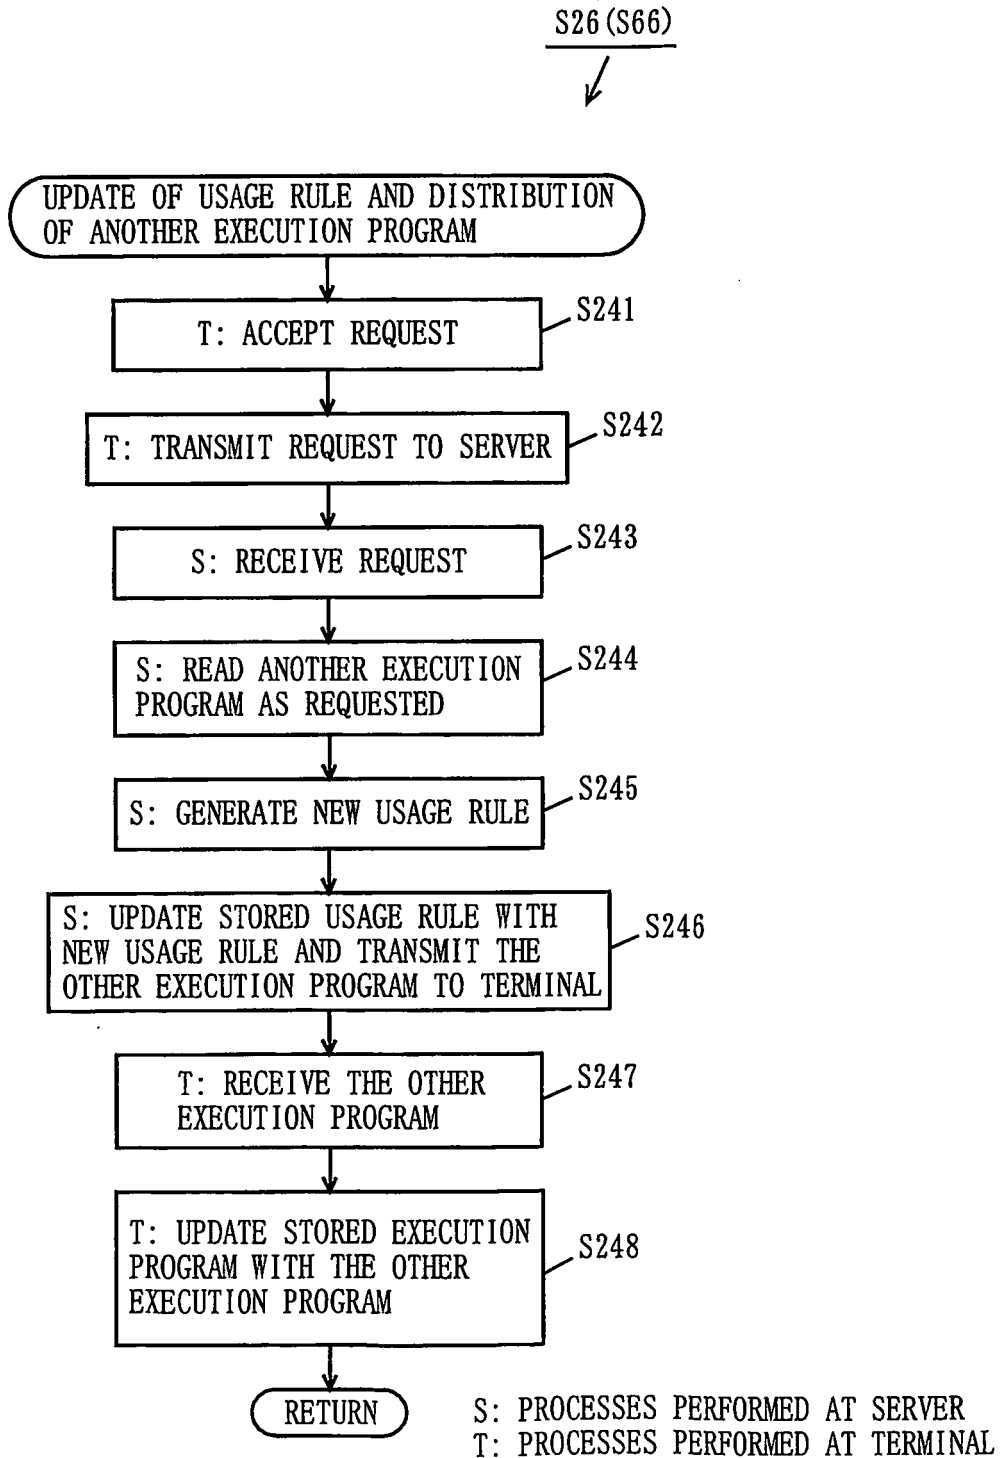 S26(S66)
UPDATE OF USAGE RULE AND DISTRIBUTION
OF ANOTHER EXECUTION PROGRAM
S241
T: ACCEPT REQUEST
S242
T: TRANSMIT REQUEST TO SERVER
S243
S: RECEIVE REQUEST
S244
S: READ ANOTHER EXECUTION
PROGRAM AS REQUESTED
S245
S: GENERATE NEW USAGE RULE
S: UPDATE STORED USAGE RULE WITH
S246
NEW USAGE RULE AND TRANSMIT THE
OTHER EXECUTION PROGRAM TO TERMINAL
S247
T: RECEIVE THE OTHER
EXECUTION PROGRAM
T: UPDATE STORED EXECUTION
S248
PROGRAM WITH THE OTHER
EXECUTION PROGRAM
RETURN
S: PROCESSES PERFORMED AT SERVER
T: PROCESSES PERFORMED AT TERMINAL